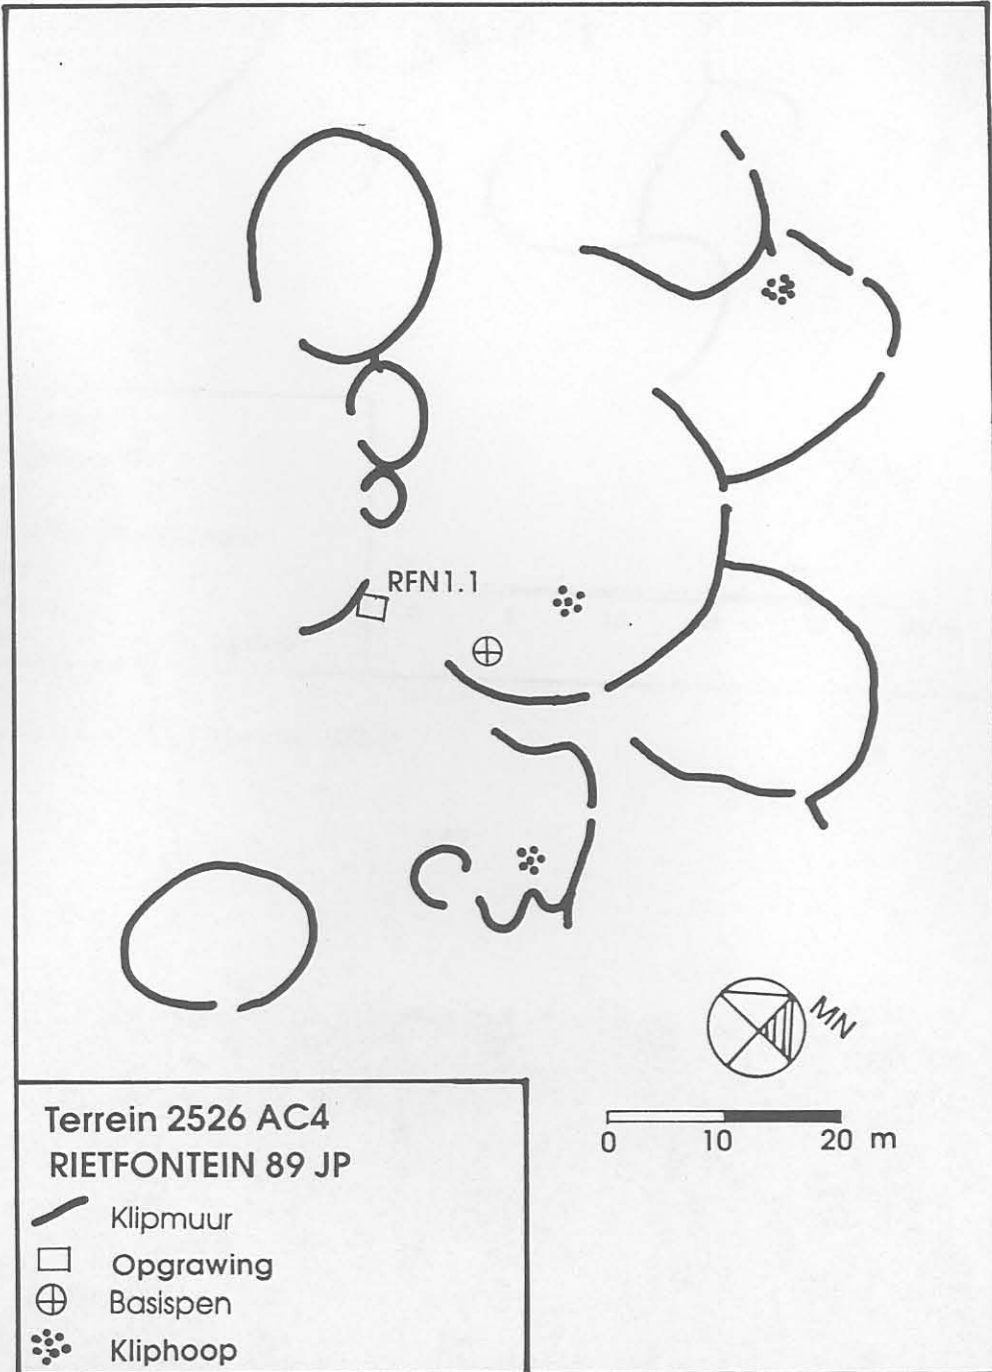 RFN1.1
MN
0 10 20 m
Terrein 2526 AC4
RIETFONTEIN 89 JP
Klipmuur
Opgrawing
Basispen
Kliphoop